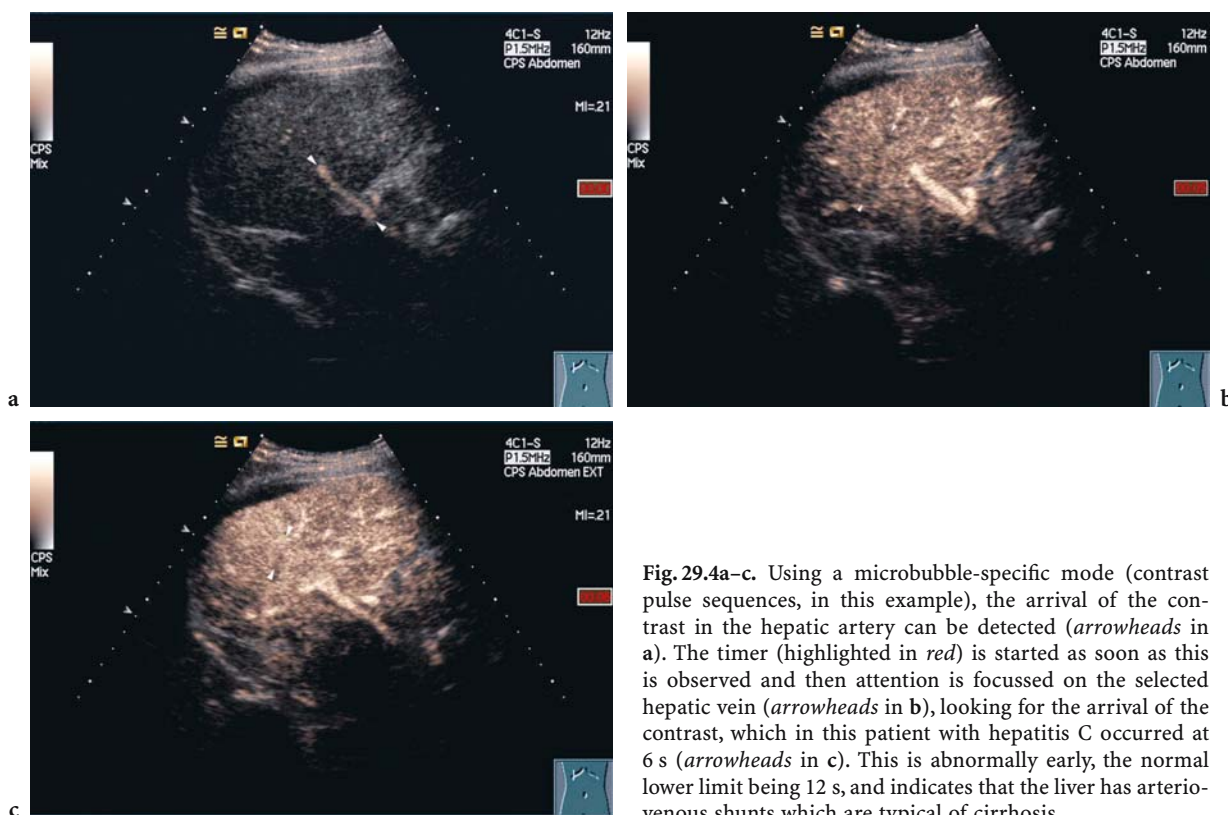 4C1-S 12Hz
P1.5MHz 160mm
CPS Abdomen
MI=.21
CPS
Mix
a
4C1-S 12Hz
P1.5MHz 160mm
CPS Abdomen
CPS
Mix
b
4C1-S 12Hz
P1.5MHz 160mm
CPS Abdomen EXT
MI=.21
CPS
Mix
c
Fig. 29.4a–c. Using a microbubble-specific mode (contrast
pulse sequences, in this example), the arrival of the con-
trast in the hepatic artery can be detected (arrowheads in
a). The timer (highlighted in red) is started as soon as this
is observed and then attention is focussed on the selected
hepatic vein (arrowheads in b), looking for the arrival of the
contrast, which in this patient with hepatitis C occurred at
6 s (arrowheads in c). This is abnormally early, the normal
lower limit being 12 s, and indicates that the liver has arterio-
venous shunts which are typical of cirrhosis